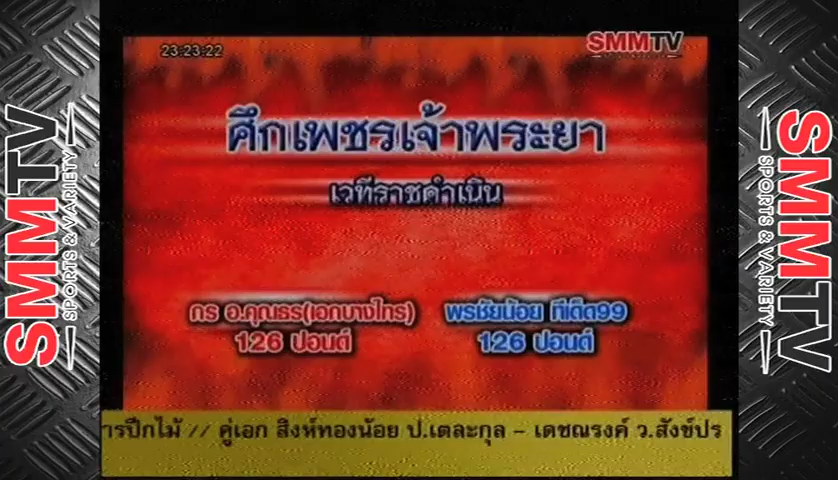 23:23:22
SMMTV
ศึกเพชรเจ้าพระยา
เวทีราชดำเนิน
กร อ.คุณธร(เอกบางไทร)
126 ปอนด์
พรชัยน้อย ทีเด็ด99
126 ปอนด์
ารปีกไม้ // คู่เอก สิงห์ทองน้อย ป.เตละกุล - เดชณรงค์ ว.สังข์ปร
SMMTV
SPORTS & VARIETY
SMMTV
SPORTS & VARIETY